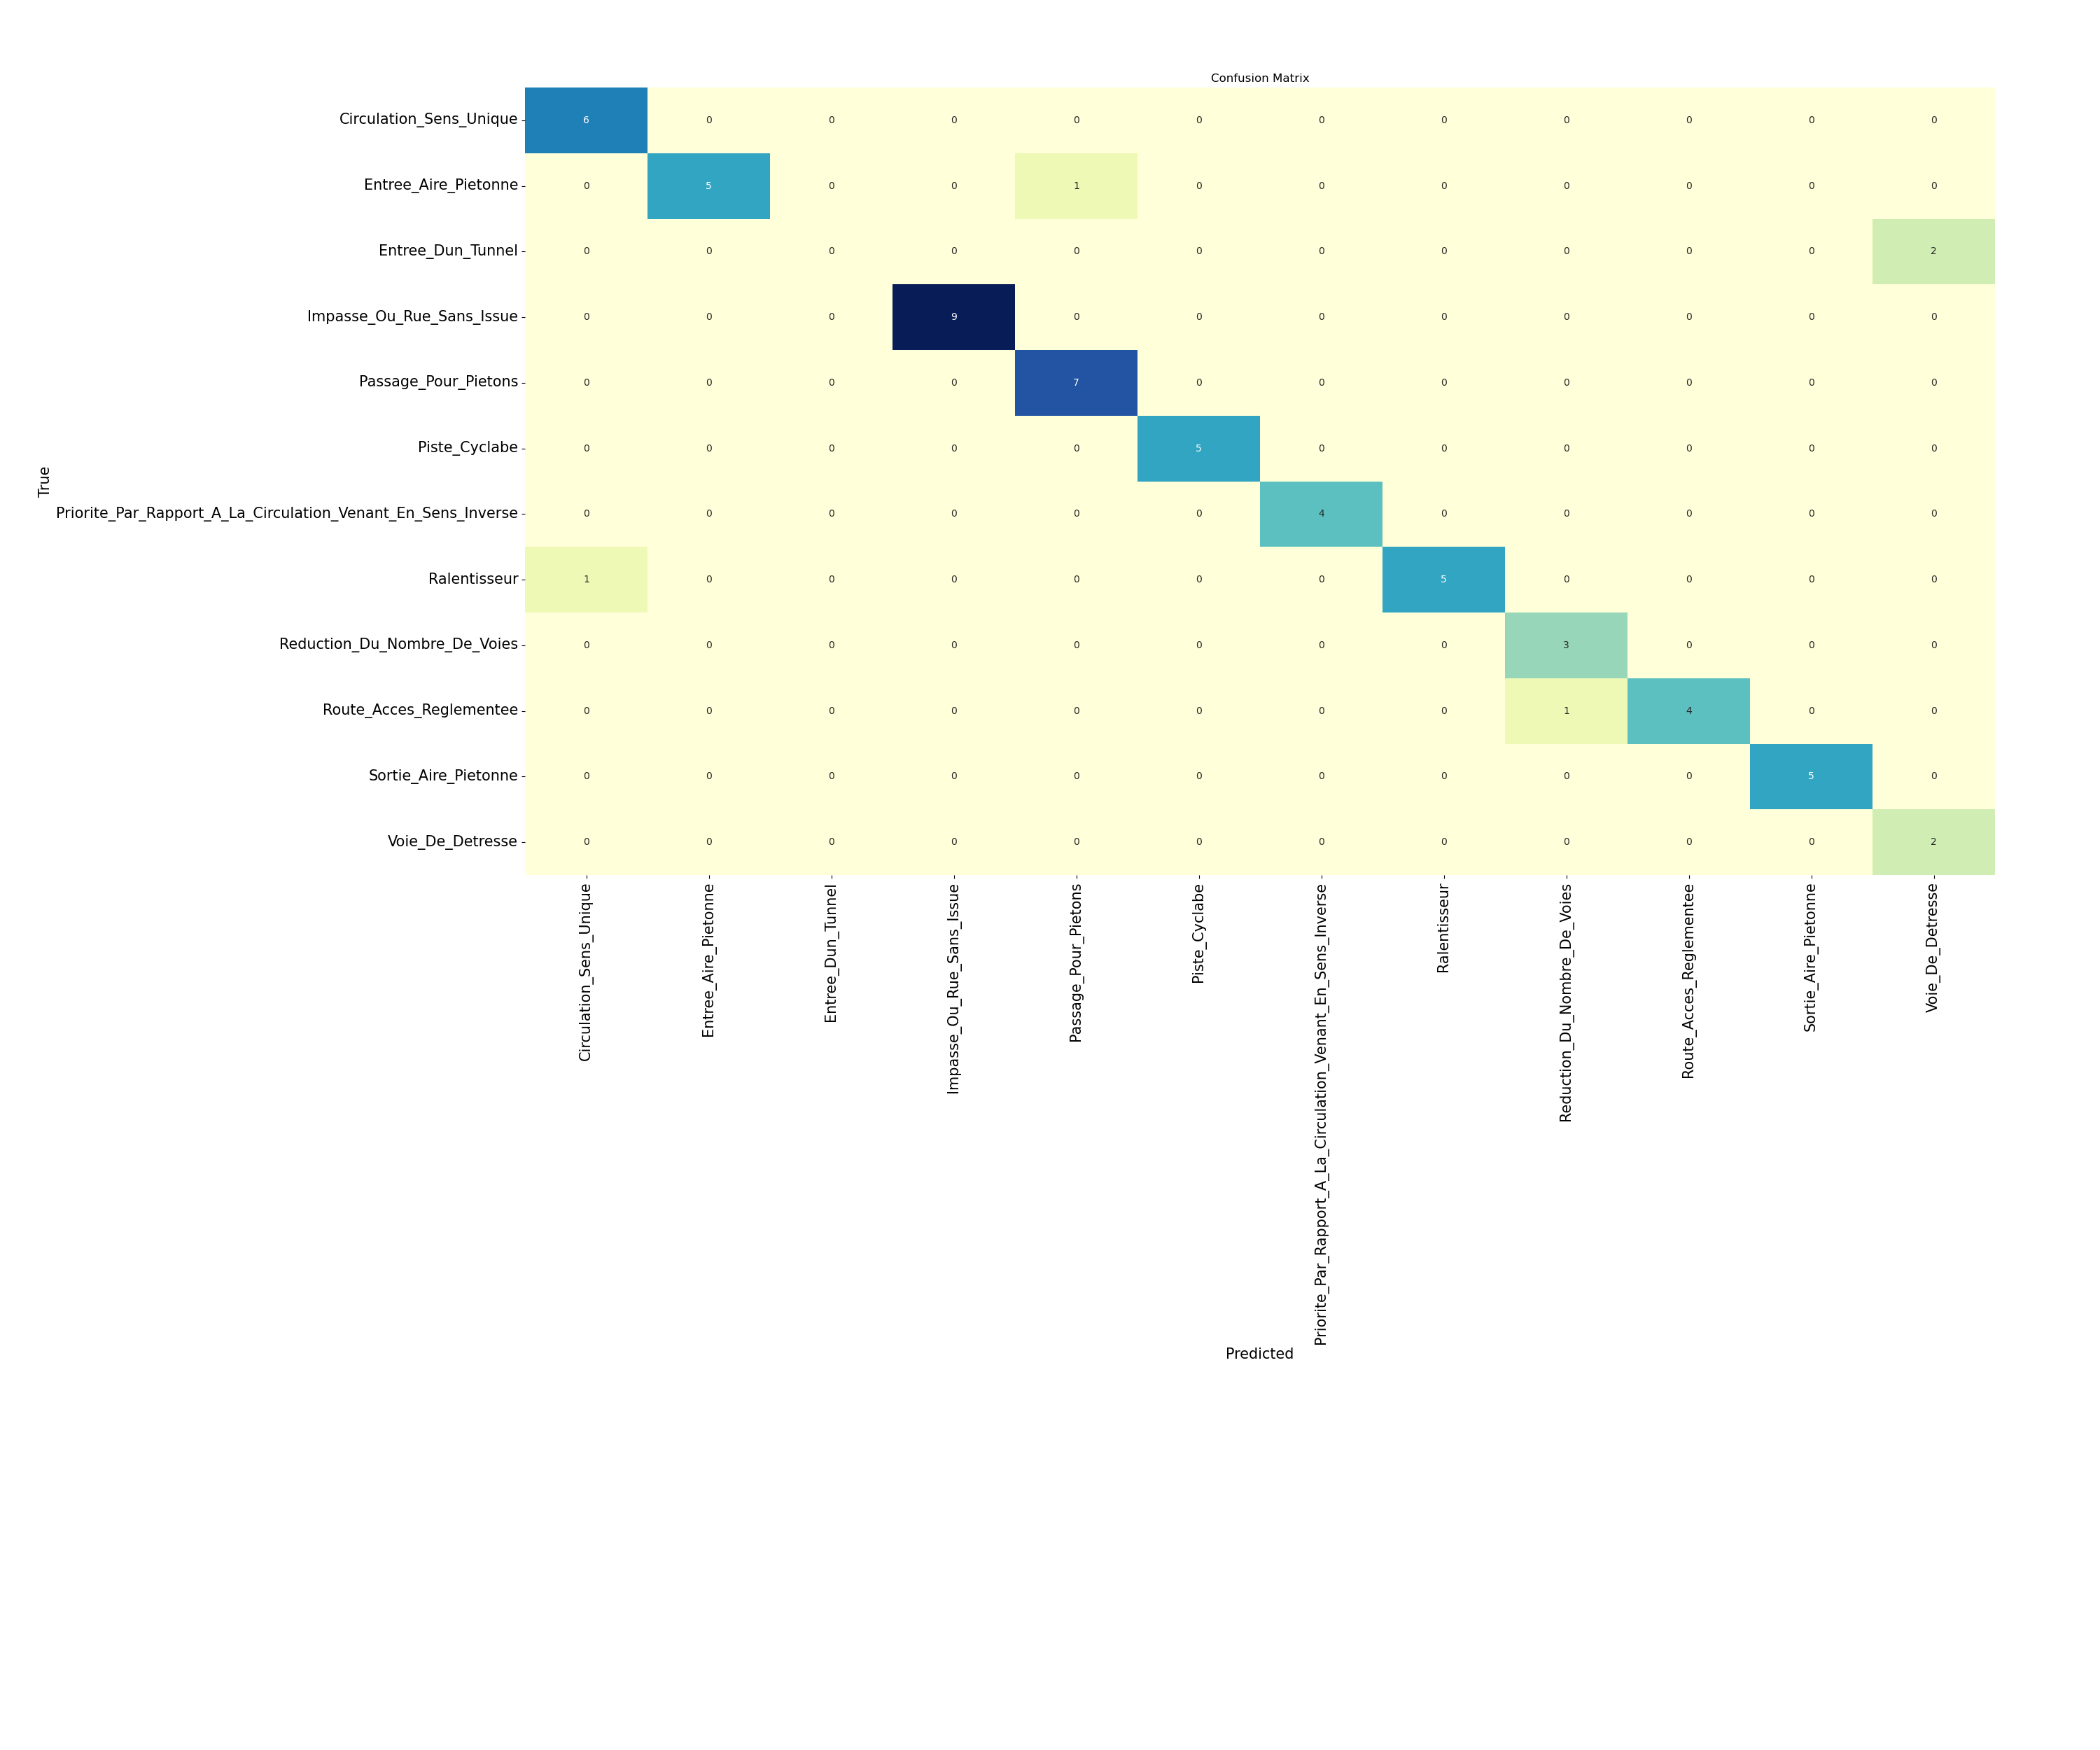 Confusion Matrix
Circulation_Sens_Unique 6 0 0 0 0 0 0 0 0 0 0 0
Entree_Aire_Pietonne 0 5 0 0 1 0 0 0 0 0 0 0
Entree_Dun_Tunnel 0 0 0 0 0 0 0 0 0 0 0 2
Impasse_Ou_Rue_Sans_Issue 0 0 0 9 0 0 0 0 0 0 0 0
Passage_Pour_Pietons 0 0 0 0 7 0 0 0 0 0 0 0
Piste_Cyclabe 0 0 0 0 0 5 0 0 0 0 0 0
True
Priorite_Par_Rapport_A_La_Circulation_Venant_En_Sens_Inverse 0 0 0 0 0 0 4 0 0 0 0 0
Ralentisseur 1 0 0 0 0 0 0 5 0 0 0 0
Reduction_Du_Nombre_De_Voies 0 0 0 0 0 0 0 0 3 0 0 0
Route_Acces_Reglementee 0 0 0 0 0 0 0 0 1 4 0 0
Sortie_Aire_Pietonne 0 0 0 0 0 0 0 0 0 0 5 0
Voie_De_Detresse 0 0 0 0 0 0 0 0 0 0 0 2
Circulation_Sens_Unique
Entree_Aire_Pietonne
Entree_Dun_Tunnel
Impasse_Ou_Rue_Sans_Issue
Passage_Pour_Pietons
Piste_Cyclabe
Priorite_Par_Rapport_A_La_Circulation_Venant_En_Sens_Inverse
Ralentisseur
Reduction_Du_Nombre_De_Voies
Route_Acces_Reglementee
Sortie_Aire_Pietonne
Voie_De_Detresse
Predicted